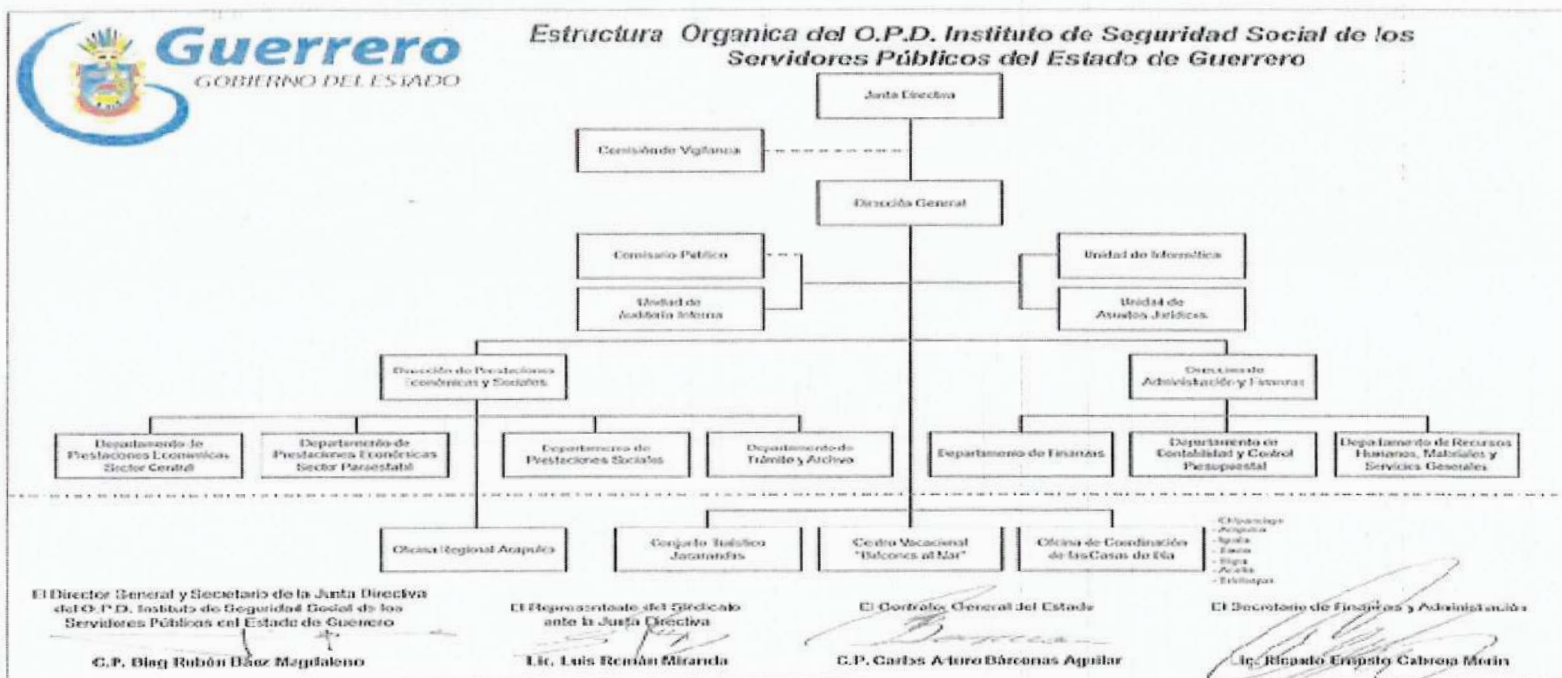 Guerrero
GOBIERNO DEL ESTADO
Estructura Organica del O.P.D. Instituto de Seguridad Social de los
Servidores Públicos del Estado de Guerrero
Junta Directiva
Comisión de Vigilancia
Dirección General
Comisario Público
Unidad de Informática
Unidad de
Auditoría Interna
Unidad de
Asuntos Jurídicos
Dirección de Prestaciones
Económicas y Sociales
Dirección de
Administración y Finanzas
Departamento de
Prestaciones Económicas
Sector Central
Departamento de
Prestaciones Económicas
Sector Paraestatal
Departamento de
Prestaciones Sociales
Departamento de
Trámite y Archivo
Departamento de Finanzas
Departamento de
Contabilidad y Control
Presupuestal
Departamento de Recursos
Humanos, Materiales y
Servicios Generales
Oficina Regional Acapulco
Conjunto Turístico
Jacarandas
Centro Vacacional
"Balcones al Mar"
Oficina de Coordinación
de las Casas de Día
- Chilpancingo
- Acapulco
- Iguala
- Taxco
El Director General y Secretario de la Junta Directiva
del O.P.D. Instituto de Seguridad Social de los
Servidores Públicos del Estado de Guerrero
C.P. Rubén Magdaleno
El Representante del Sindicato
ante la Junta Directiva
Lic. Luis Román Miranda
El Contralor General del Estado
C.P. Carlos Arturo Bárcenas Aguilar
El Secretario de Finanzas y Administración
Lic. Ricardo Ernesto Cabrera Morín